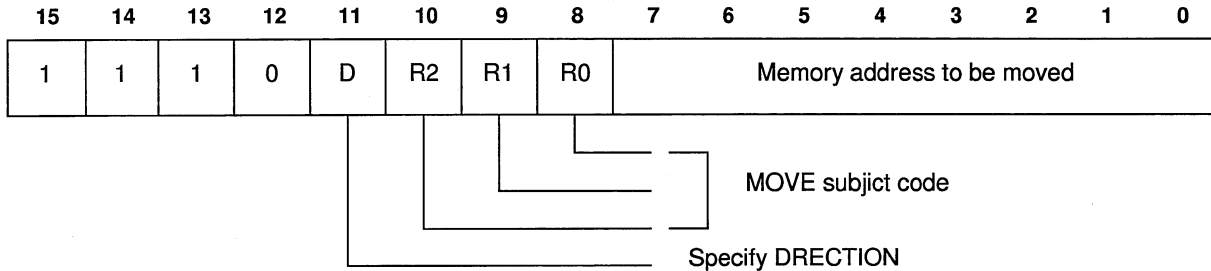 15 14 13 12 11 10 9 8 7 6 5 4 3 2 1 0
1 1 1 0 D R2 R1 R0 Memory address to be moved
MOVE subjict code
Specify DRECTION